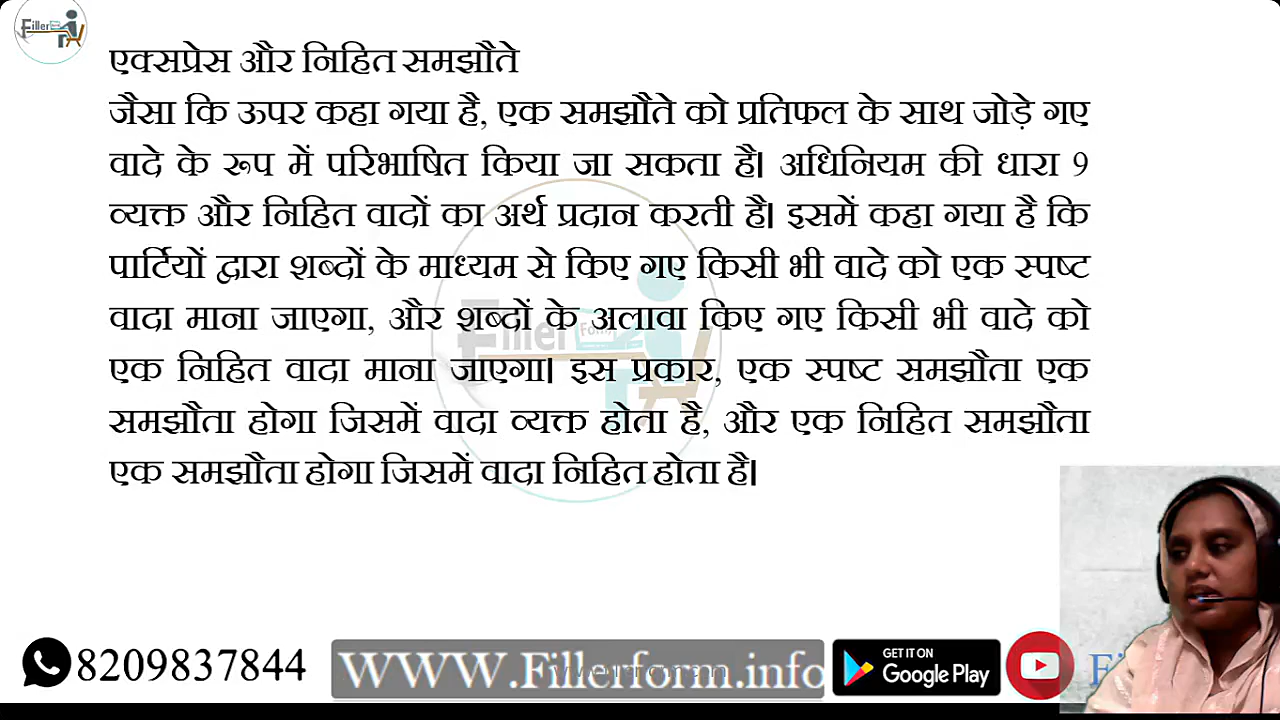 Filler
एक्सप्रेस और निहित समझौते
जैसा कि ऊपर कहा गया है, एक समझौते को प्रतिफल के साथ जोड़े गए
वादे के रूप में परिभाषित किया जा सकता है। अधिनियम की धारा 9
व्यक्त और निहित वादों का अर्थ प्रदान करती है। इसमें कहा गया है कि
पार्टियों द्वारा शब्दों के माध्यम से किए गए किसी भी वादे को एक स्पष्ट
वादा माना जाएगा, और शब्दों के अलावा किए गए किसी भी वादे को
एक निहित वादा माना जाएगा। इस प्रकार, एक स्पष्ट समझौता एक
समझौता होगा जिसमें वादा व्यक्त होता है, और एक निहित समझौता
एक समझौता होगा जिसमें वादा निहित होता है।
Filler Form
8209837844
WWW.Fillerform.info
GET IT ON
Google Play